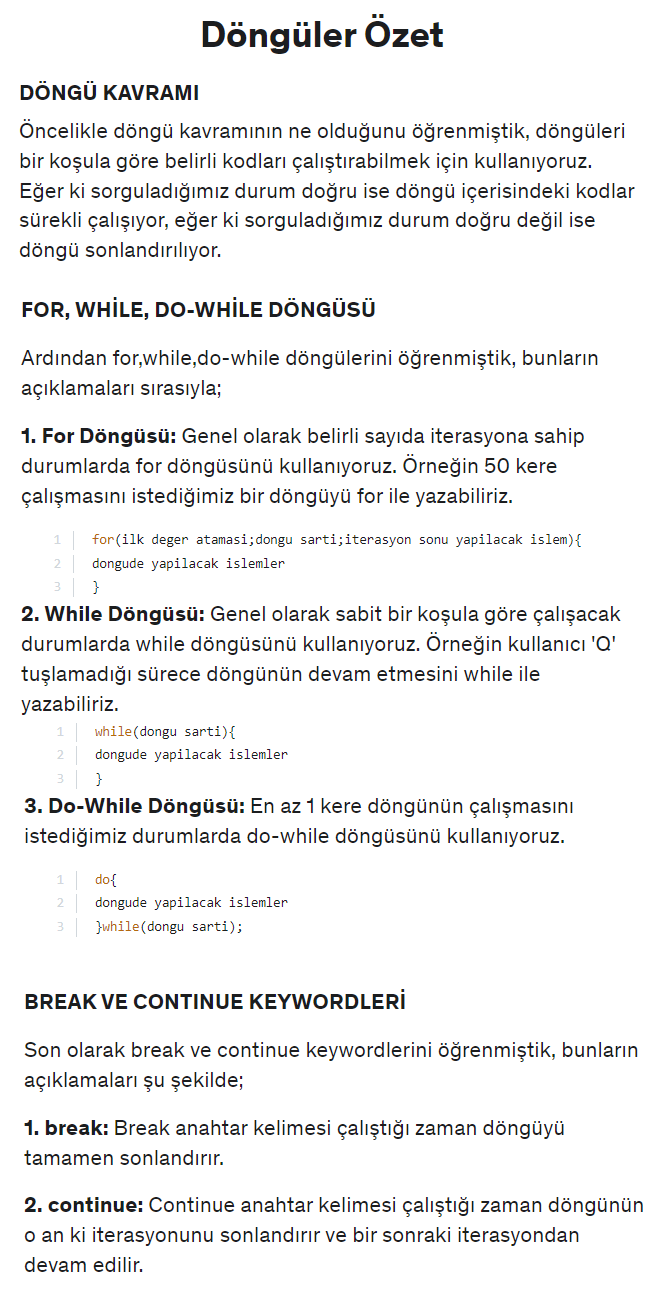 Döngüler Özet
DÖNGÜ KAVRAMI
Öncelikle döngü kavramının ne olduğunu öğrenmiştik, döngüleri
bir koşula göre belirli kodları çalıştırabilmek için kullanıyoruz.
Eğer ki sorguladığımız durum doğru ise döngü içerisindeki kodlar
sürekli çalışıyor, eğer ki sorguladığımız durum doğru değil ise
döngü sonlandırılıyor.
FOR, WHİLE, DO-WHİLE DÖNGÜSÜ
Ardından for,while,do-while döngülerini öğrenmiştik, bunların
açıklamaları sırasıyla;
1. For Döngüsü: Genel olarak belirli sayıda iterasyona sahip
durumlarda for döngüsünü kullanıyoruz. Örneğin 50 kere
çalışmasını istediğimiz bir döngüyü for ile yazabiliriz.
1 for(ilk deger atamasi;dongu sarti;iterasyon sonu yapilacak islem){
2 dongude yapilacak islemler
3 }
2. While Döngüsü: Genel olarak sabit bir koşula göre çalışacak
durumlarda while döngüsünü kullanıyoruz. Örneğin kullanıcı 'Q'
tuşlamadığı sürece döngünün devam etmesini while ile
yazabiliriz.
1 while(dongu sarti){
2 dongude yapilacak islemler
3 }
3. Do-While Döngüsü: En az 1 kere döngünün çalışmasını
istediğimiz durumlarda do-while döngüsünü kullanıyoruz.
1 do{
2 dongude yapilacak islemler
3 }while(dongu sarti);
BREAK VE CONTINUE KEYWORDLERİ
Son olarak break ve continue keywordlerini öğrenmiştik, bunların
açıklamaları şu şekilde;
1. break: Break anahtar kelimesi çalıştığı zaman döngüyü
tamamen sonlandırır.
2. continue: Continue anahtar kelimesi çalıştığı zaman döngünün
o an ki iterasyonunu sonlandırır ve bir sonraki iterasyondan
devam edilir.